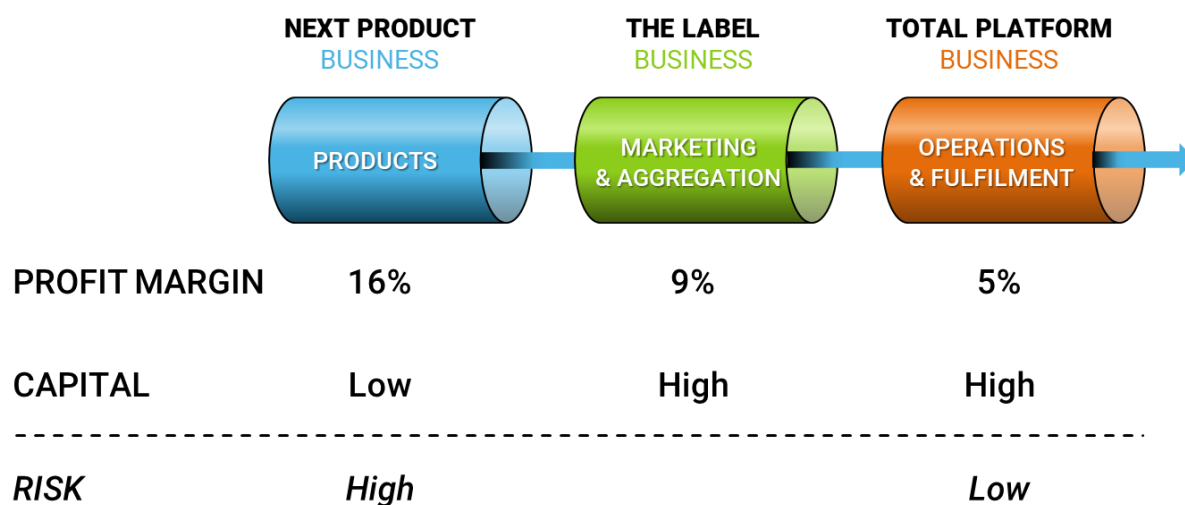 NEXT PRODUCT
BUSINESS
THE LABEL
BUSINESS
TOTAL PLATFORM
BUSINESS
PRODUCTS
MARKETING
& AGGREGATION
OPERATIONS
& FULFILMENT
PROFIT MARGIN 16% 9% 5%
CAPITAL Low High High
RISK High Low